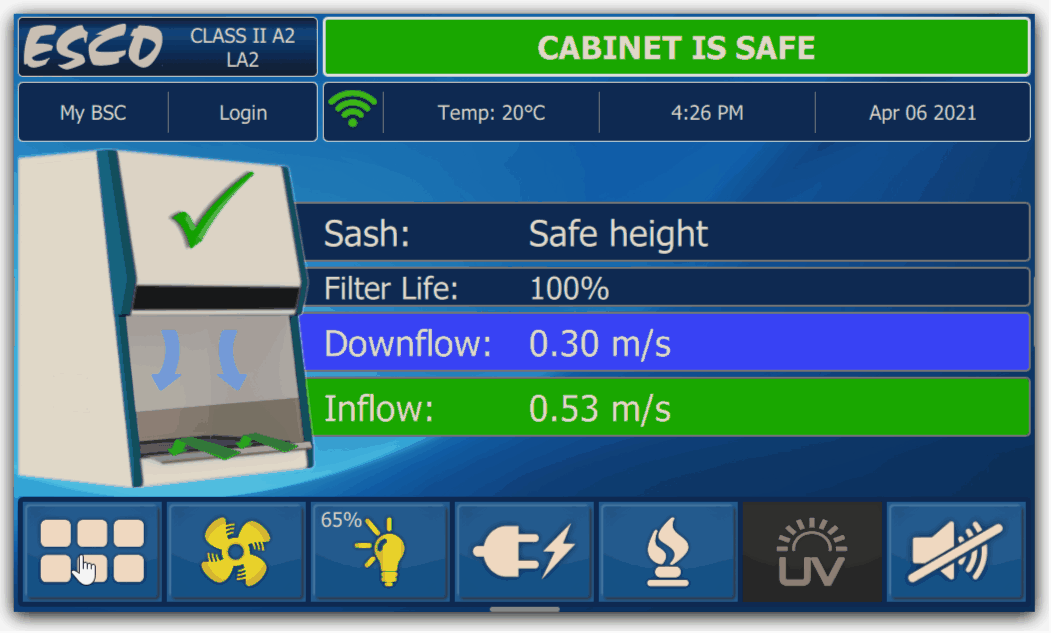 ESCO
CLASS II A2
LA2
CABINET IS SAFE
My BSC
Login
Temp: 20°C
4:26 PM
Apr 06 2021
Sash: Safe height
Filter Life: 100%
Downflow: 0.30 m/s
Inflow: 0.53 m/s
65%
UV